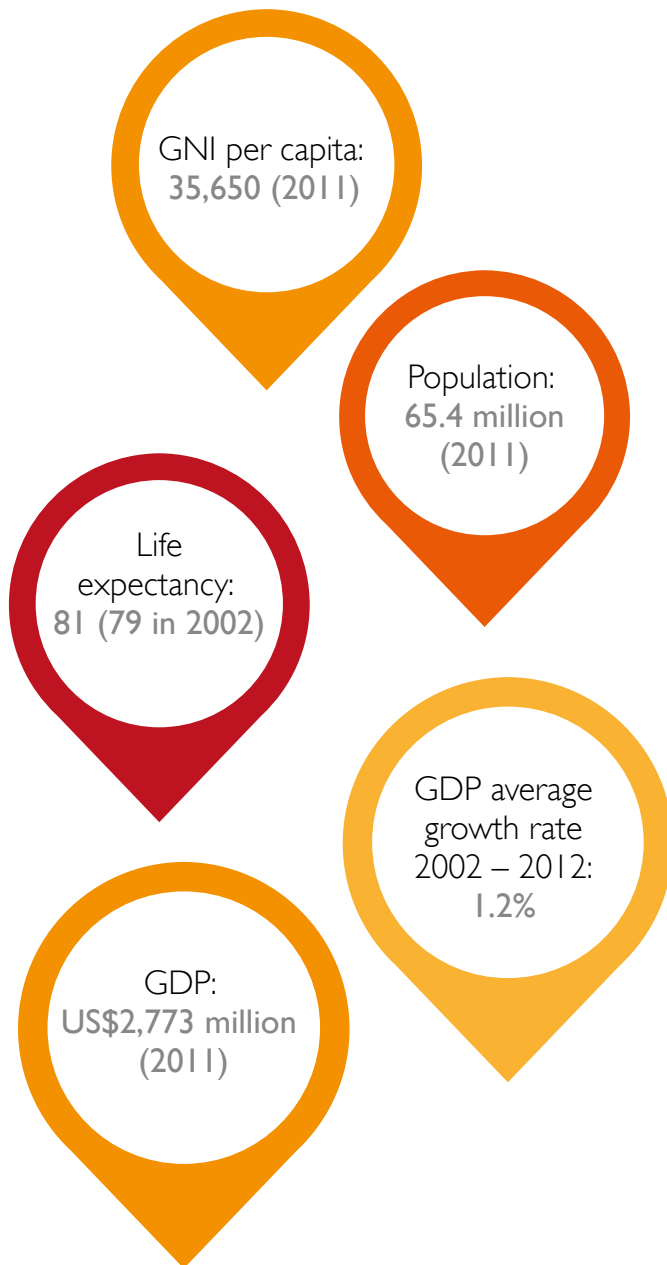 GNI per capita:
35,650 (2011)
Population:
65.4 million
(2011)
Life
expectancy:
81 (79 in 2002)
GDP average
growth rate
2002 – 2012:
1.2%
GDP:
US$2,773 million
(2011)